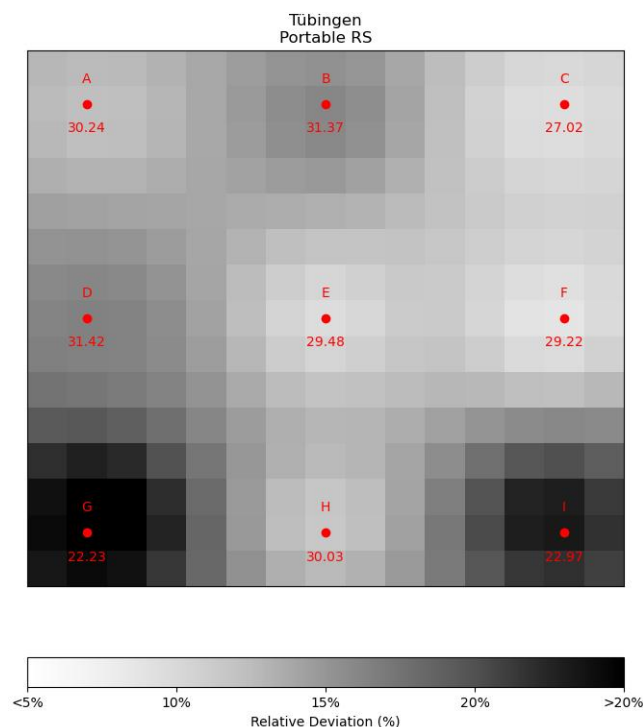 Tübingen
Portable RS
A B C
30.24 31.37 27.02
D E F
31.42 29.48 29.22
G H I
22.23 30.03 22.97
<5% 10% 15% 20% >20%
Relative Deviation (%)